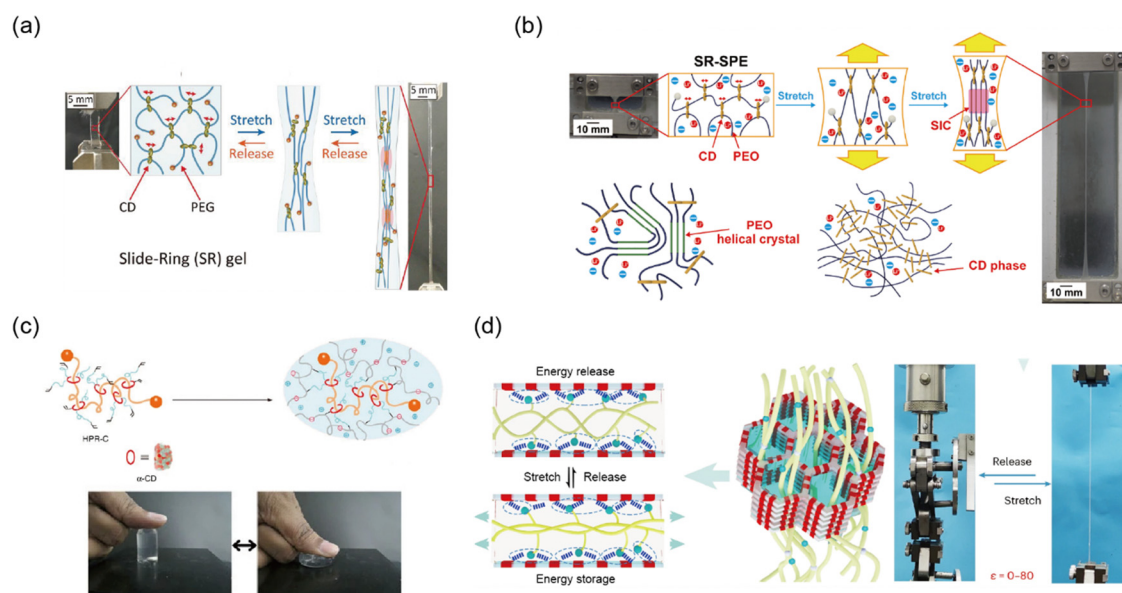 (a)
5 mm
Stretch
Release
Stretch
Release
5 mm
CD
PEG
Slide-Ring (SR) gel
(b)
SR-SPE
10 mm
CD
PEO
Stretch
Stretch
SIC
PEO
helical crystal
CD phase
10 mm
(c)
HPR-C
=
α-CD
(d)
Energy release
Stretch
Release
Energy storage
Release
Stretch
ε = 0–80